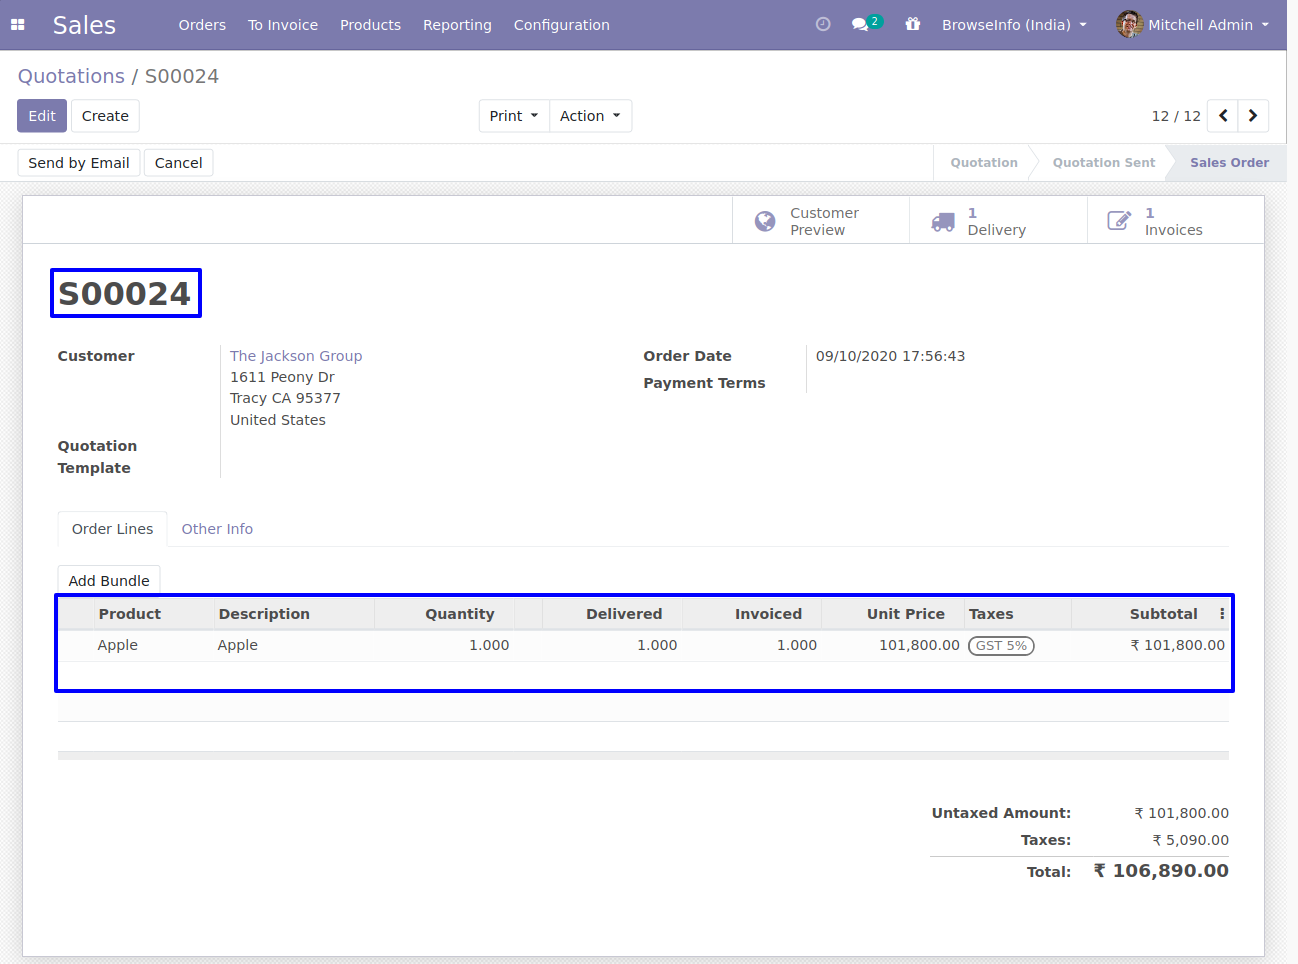 Sales Orders To Invoice Products Reporting Configuration 2 BrowseInfo (India) Mitchell Admin
Quotations / S00024
Edit Create Print Action 12 / 12
Send by Email Cancel Quotation Quotation Sent Sales Order
Customer Preview 1 Delivery 1 Invoices
S00024
Customer The Jackson Group Order Date 09/10/2020 17:56:43
1611 Peony Dr Payment Terms
Tracy CA 95377
United States
Quotation Template
Order Lines Other Info
Add Bundle
Product Description Quantity Delivered Invoiced Unit Price Taxes Subtotal
Apple Apple 1.000 1.000 1.000 101,800.00 GST 5% ₹ 101,800.00
Untaxed Amount: ₹ 101,800.00
Taxes: ₹ 5,090.00
Total: ₹ 106,890.00